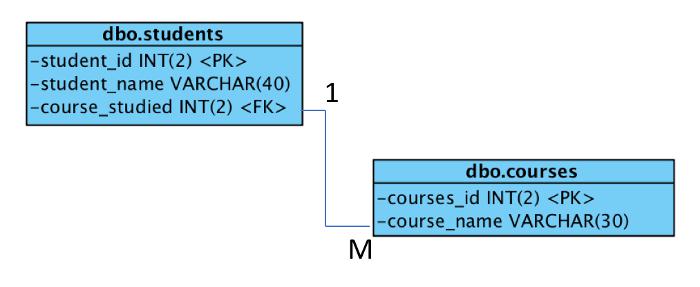 dbo.students
-student_id INT(2) <PK>
-student_name VARCHAR(40)
-course_studied INT(2) <FK>
1
dbo.courses
-courses_id INT(2) <PK>
-course_name VARCHAR(30)
M